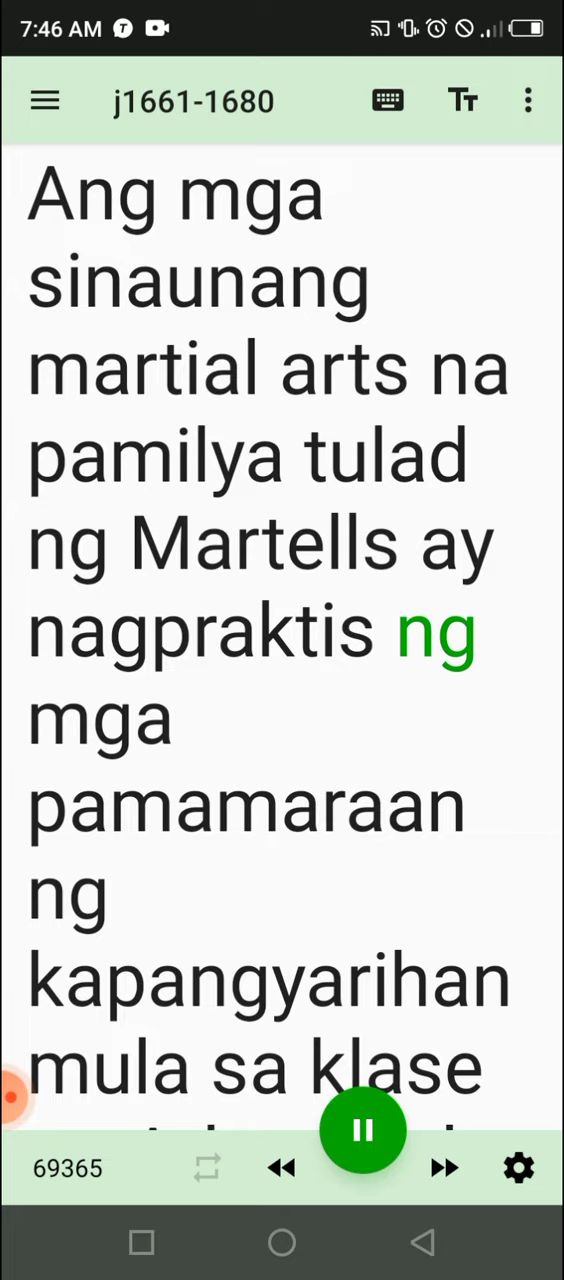 7:46 AM
j1661-1680
Ang mga
sinaunang
martial arts na
pamilya tulad
ng Martells ay
nagpraktis ng
mga
pamamaraan
ng
kapangyarihan
mula sa klase
69365